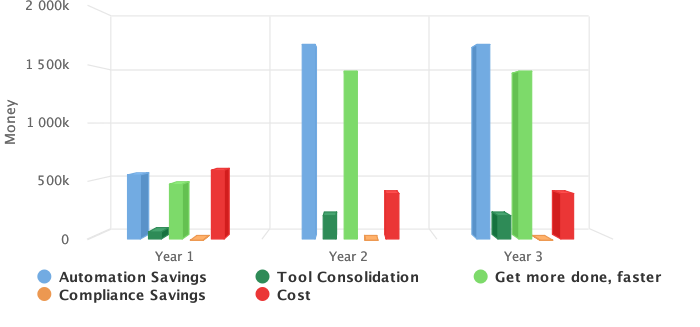 2 000k
1 500k
1 000k
500k
0
Money
Year 1
Year 2
Year 3
Automation Savings
Tool Consolidation
Get more done, faster
Compliance Savings
Cost